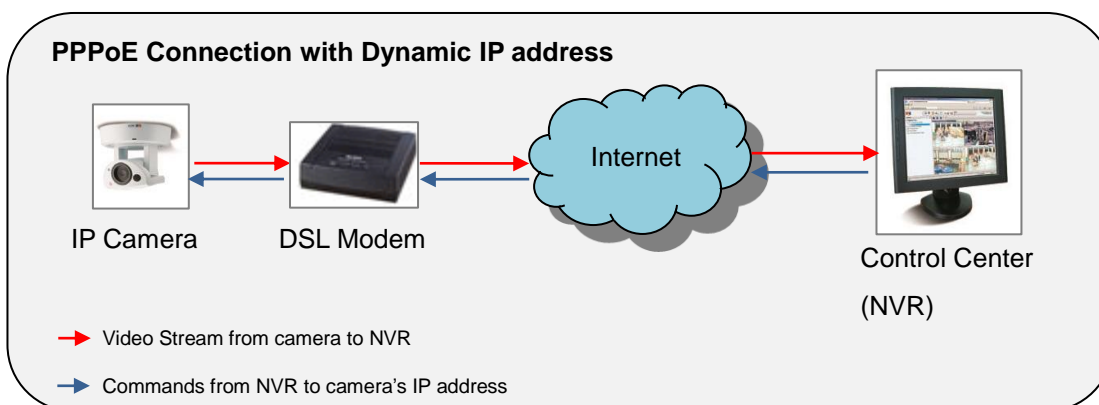 PPPoE Connection with Dynamic IP address
Internet
IP Camera
DSL Modem
Control Center
(NVR)
Video Stream from camera to NVR
Commands from NVR to camera's IP address